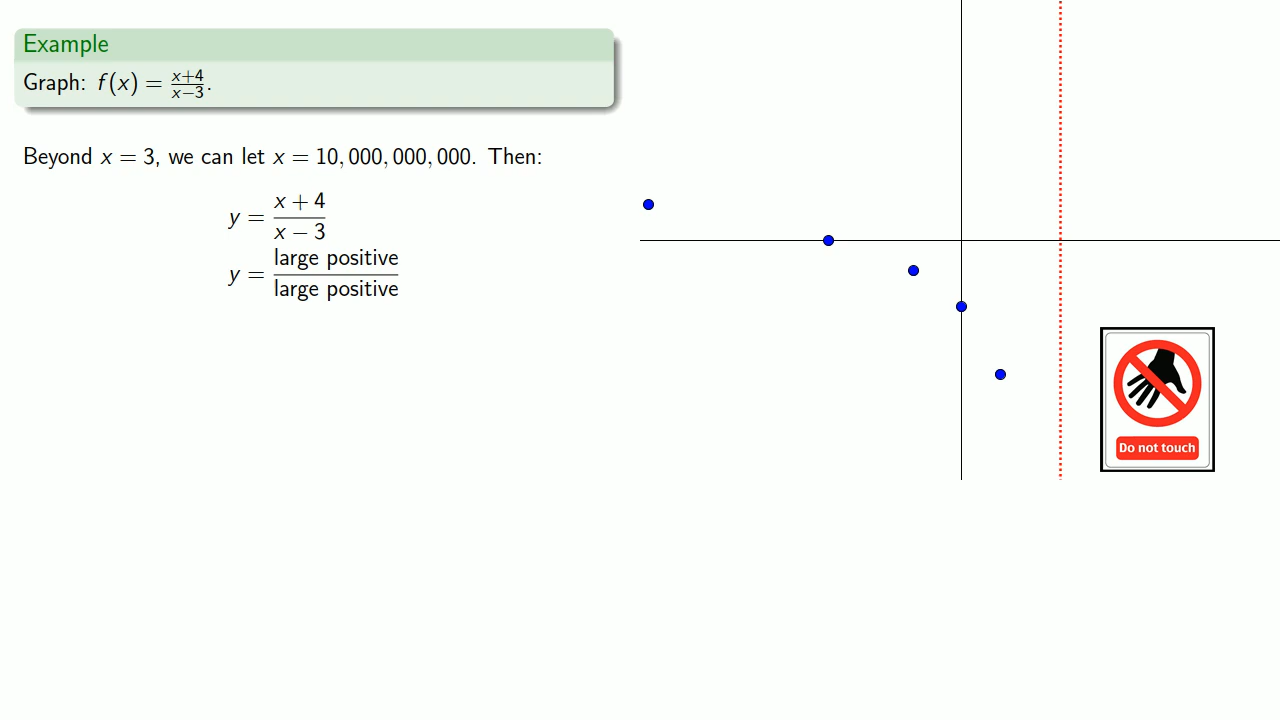 Example
Graph: f(x) = x+4/x−3.
Beyond x = 3, we can let x = 10,000,000,000. Then:
y = x + 4/x − 3
y = large positive/large positive
Do not touch